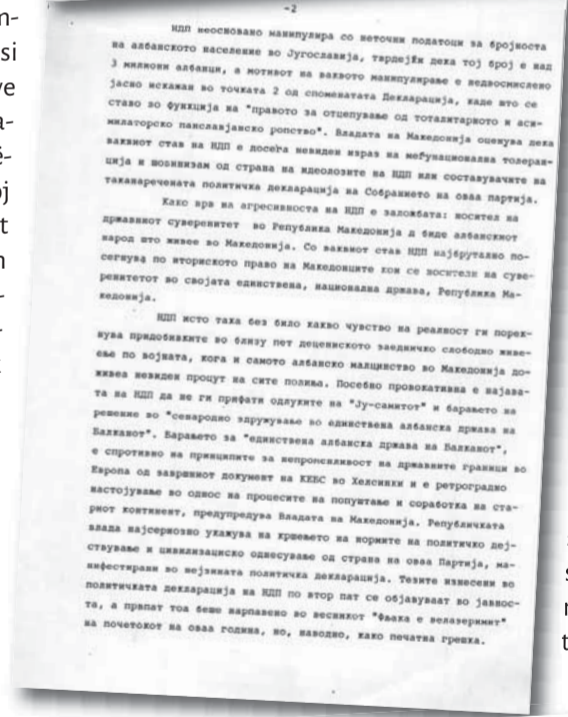 -2
НДП неосновано манипулира со неточни податоци за бројноста
на албанското население во Југославија, тврдејќи дека тој број е над
3 милиони албанци, а мотивот на ваквото манипулирање е недвосмислено
јасно искажан во точката 2 од спомената Декларација, каде што се
ставо во функција на "правото за отцепување од тоталитарното и аси-
милаторско панславјанско ропство". Владата на Македонија оценува дека
ваквиот став на НДП е досега невиден израз на меѓунационална толеран-
ција и шовинизам од страна на идеолозите на НДП или составувачите на
таканаречената политичка декларација на Собранието на оваа партија.
Како врв на агресивноста на НДП е заложбата: носител на
државниот суверенитет во Република Македонија д биде албанскиот
народ што живее во Македонија. Со ваквиот став НДП најбрутално по-
сегнува по историското право на Македонците кои се носители на суве-
ренитетот во својата единствена, национална држава, Република Ма-
кедонија.
НДП исто така без било какво чувство на реалност ги порек-
нува придобивките во близу пет децениското заедничко слободно живе-
ење по војната, кога и самото албанско малцинство во Македонија до-
живеа невиден процут на сите полиња. Посебно провокативна е најава-
та на НДП да не ги прифати одлуките на "Ју-самитот" и барањето на
решение во "сенародно здружување во единствена албанска држава на
Балканот". Барањето за "единствена албанска држава на Балканот",
е спротивно на принципите за непроменливост на државните граници во
Европа од завршниот документ на КЕБС во Хелсинки и е ретроградно
настојување во однос на процесите на попуштање и соработка на ста-
риот континент, предупредува Владата на Македонија. Републичката
влада најсериозно укажува на кршењето на нормите на политичко деј-
ствување и цивилизациско однесување од страна на оваа Партија, ма-
нифестирани во нејзината политичка декларација. Тезите изнесени во
политичката декларација на НДП по втор пат се објавуваат во јавнос-
та, а првпат тоа беше направено во весникот "Флака е велазеримит"
на почетокот на оваа година, но, наводно, како печатна грешка.